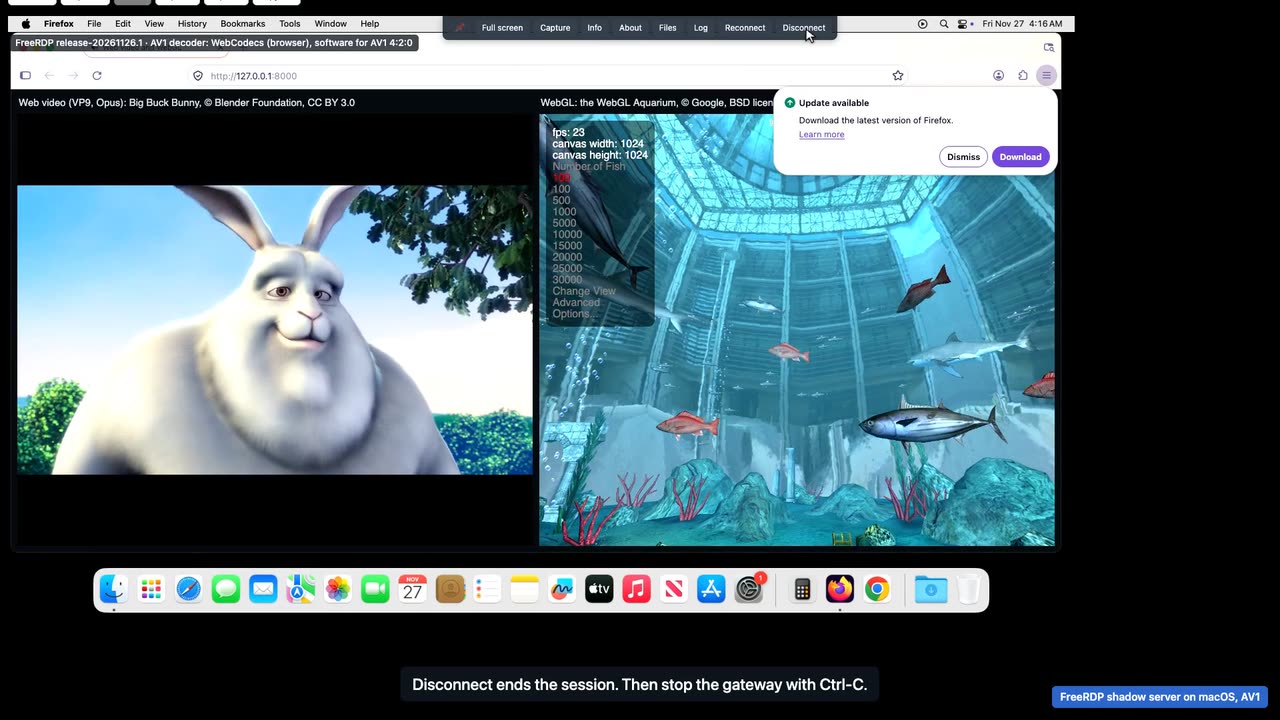 Firefox File Edit View History Bookmarks Tools Window Help
Full screen Capture Info About Files Log Reconnect Disconnect
Fri Nov 27 4:16 AM
FreeRDP release-20261126.1 · AV1 decoder: WebCodecs (browser), software for AV1 4:2:0
http://127.0.0.1:8000
Web video (VP9, Opus): Big Buck Bunny, © Blender Foundation, CC BY 3.0
WebGL: the WebGL Aquarium, © Google, BSD licen
Update available
Download the latest version of Firefox.
Learn more
Dismiss
Download
fps: 23
canvas width: 1024
canvas height: 1024
Number of Fish
100
500
1000
5000
10000
15000
20000
25000
30000
Change View
Advanced
Options...
NOV
27
tv
1
Disconnect ends the session. Then stop the gateway with Ctrl-C.
FreeRDP shadow server on macOS, AV1